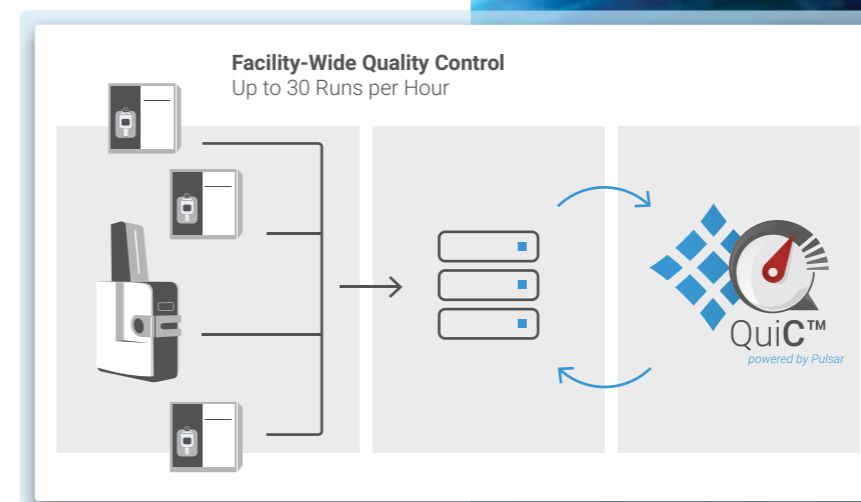 Facility-Wide Quality Control
Up to 30 Runs per Hour
QuiC™
powered by Pulsar